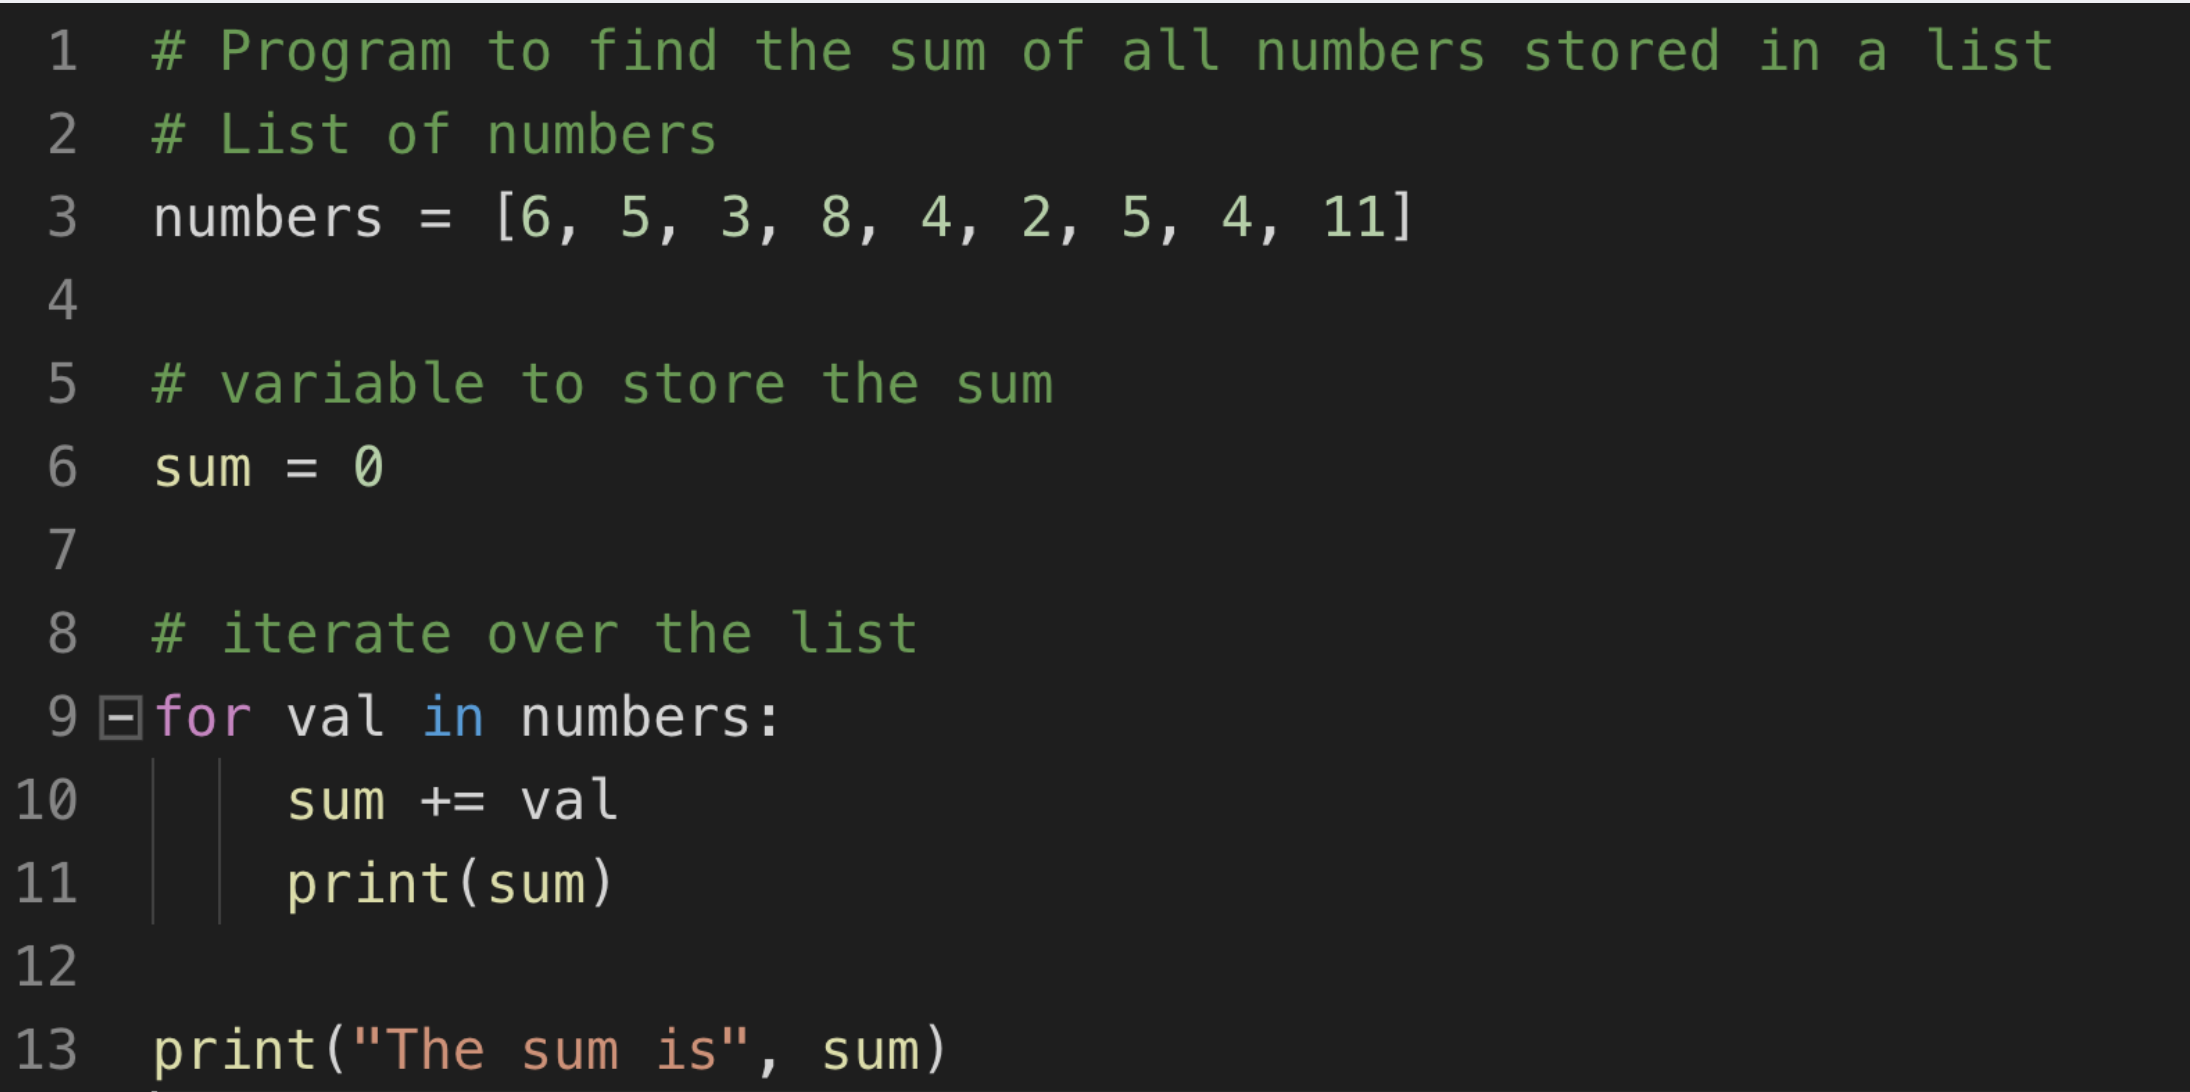 1 # Program to find the sum of all numbers stored in a list
2 # List of numbers
3 numbers = [6, 5, 3, 8, 4, 2, 5, 4, 11]
4
5 # variable to store the sum
6 sum = 0
7
8 # iterate over the list
9 for val in numbers:
10         sum += val
11         print(sum)
12
13 print("The sum is", sum)